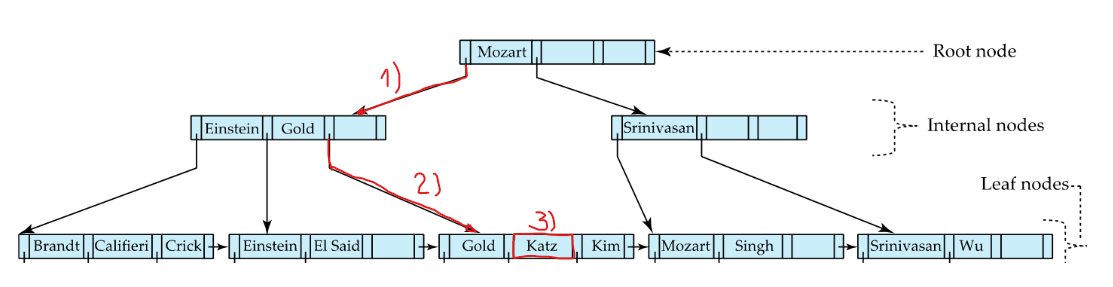 Mozart
Root node
1)
Einstein Gold
Srinivasan
Internal nodes
2)
Leaf nodes
3)
Brandt Califieri Crick Einstein El Said Gold Katz Kim Mozart Singh Srinivasan Wu